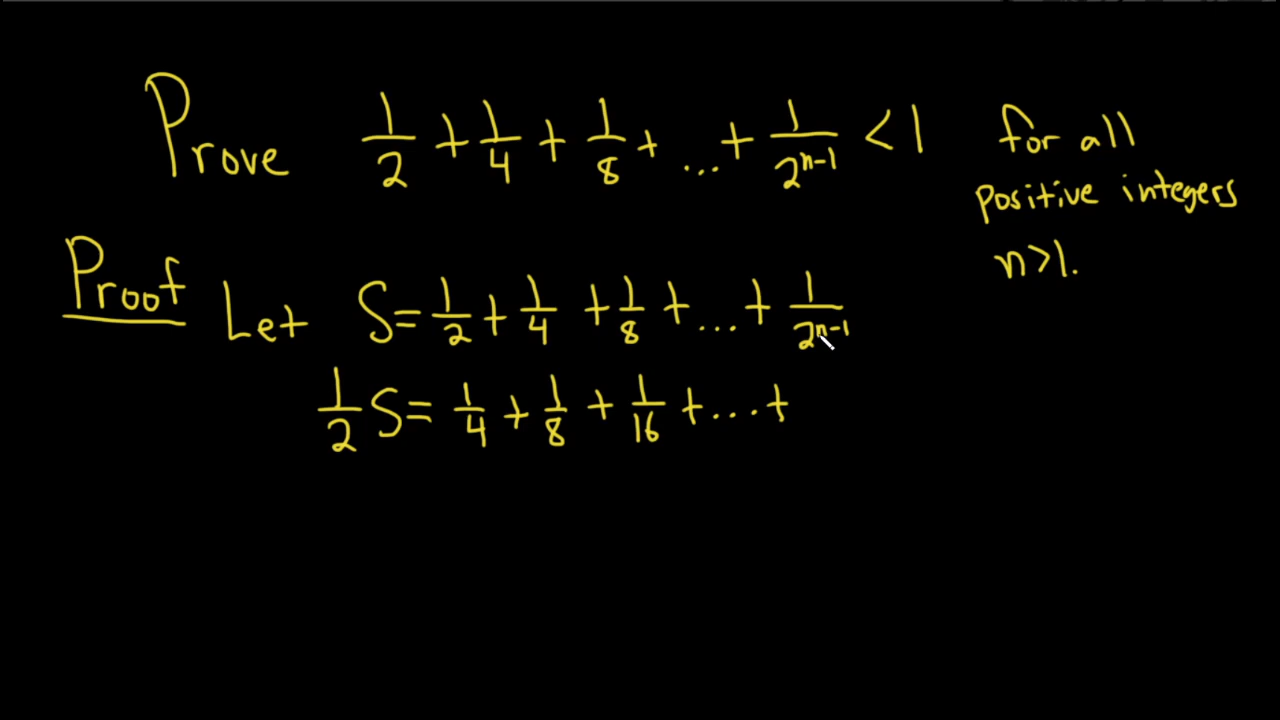 Prove 1/2 + 1/4 + 1/8 + ... + 1/2^(n-1) < 1 for all
positive integers
n>1.
Proof Let S = 1/2 + 1/4 + 1/8 + ... + 1/2^(n-1)
1/2 S = 1/4 + 1/8 + 1/16 + ... +